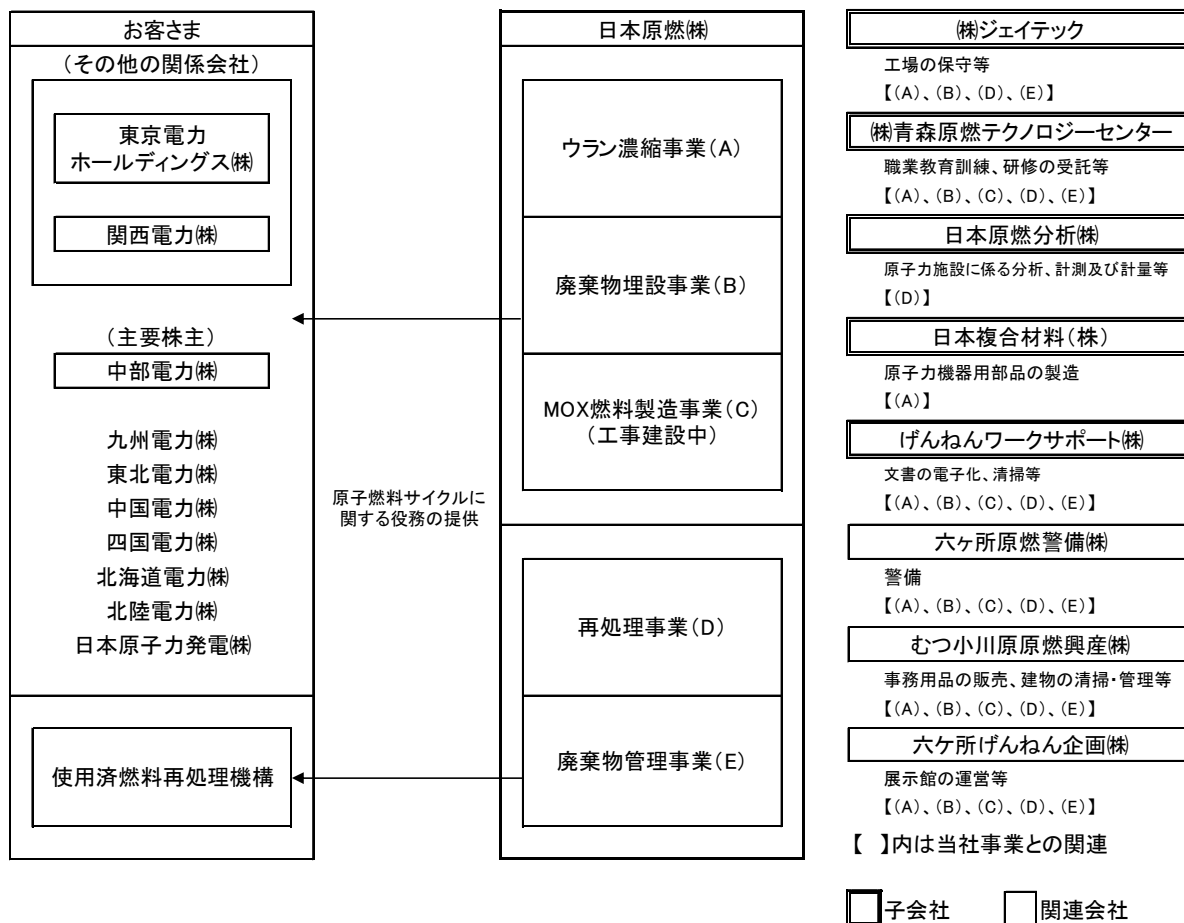 お客さま
(その他の関係会社)
東京電力
ホールディングス㈱
関西電力㈱
(主要株主)
中部電力㈱
九州電力㈱
東北電力㈱
中国電力㈱
四国電力㈱
北海道電力㈱
北陸電力㈱
日本原子力発電㈱
使用済燃料再処理機構
原子燃料サイクルに
関する役務の提供
日本原燃㈱
ウラン濃縮事業(A)
廃棄物埋設事業(B)
MOX燃料製造事業(C)
(工事建設中)
再処理事業(D)
廃棄物管理事業(E)
㈱ジェイテック
工場の保守等
【(A)、(B)、(D)、(E)】
㈱青森原燃テクノロジーセンター
職業教育訓練、研修の受託等
【(A)、(B)、(C)、(D)、(E)】
日本原燃分析㈱
原子力施設に係る分析、計測及び計量等
【(D)】
日本複合材料(株)
原子力機器用部品の製造
【(A)】
げんねんワークサポート㈱
文書の電子化、清掃等
【(A)、(B)、(C)、(D)、(E)】
六ヶ所原燃警備㈱
警備
【(A)、(B)、(C)、(D)、(E)】
むつ小川原原燃興産㈱
事務用品の販売、建物の清掃・管理等
【(A)、(B)、(C)、(D)、(E)】
六ケ所げんねん企画㈱
展示館の運営等
【(A)、(B)、(C)、(D)、(E)】
【 】内は当社事業との関連
子会社 関連会社